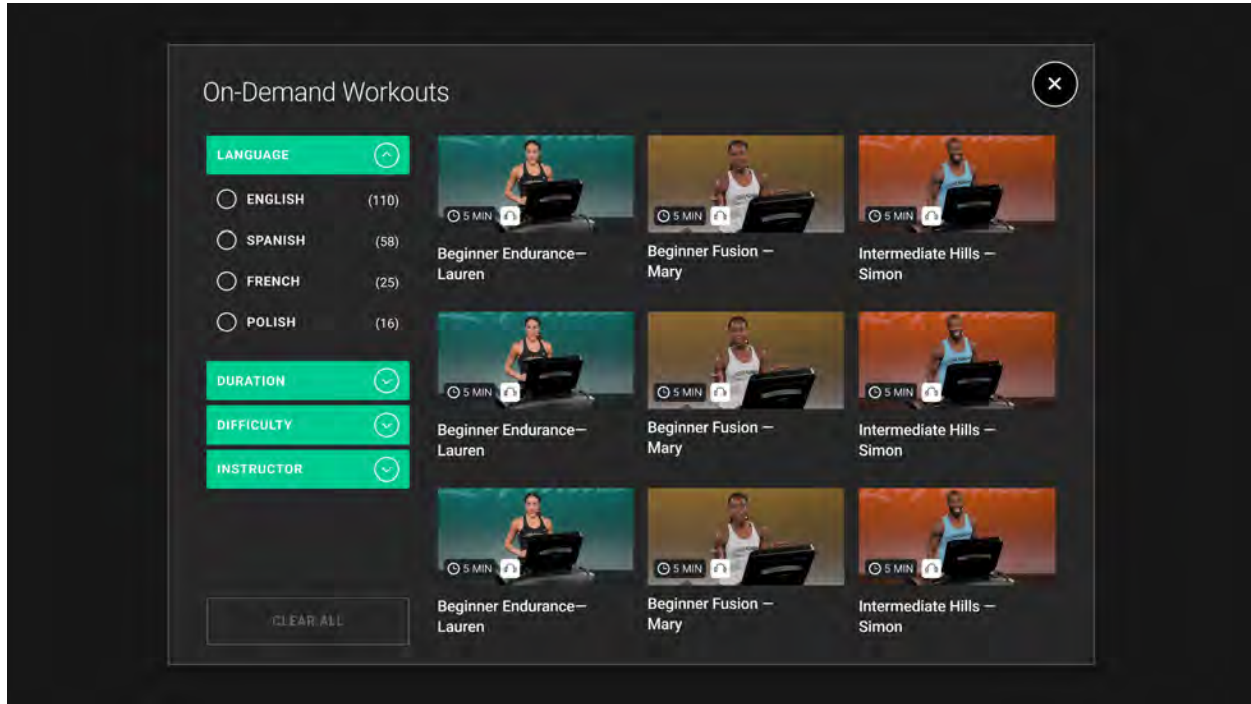 On-Demand Workouts
LANGUAGE
ENGLISH (110)
SPANISH (58)
FRENCH (25)
POLISH (16)
DURATION
DIFFICULTY
INSTRUCTOR
CLEAR ALL
5 MIN
Beginner Endurance—
Lauren
5 MIN
Beginner Fusion —
Mary
5 MIN
Intermediate Hills —
Simon
5 MIN
Beginner Endurance—
Lauren
5 MIN
Beginner Fusion —
Mary
5 MIN
Intermediate Hills —
Simon
5 MIN
Beginner Endurance—
Lauren
5 MIN
Beginner Fusion —
Mary
5 MIN
Intermediate Hills —
Simon